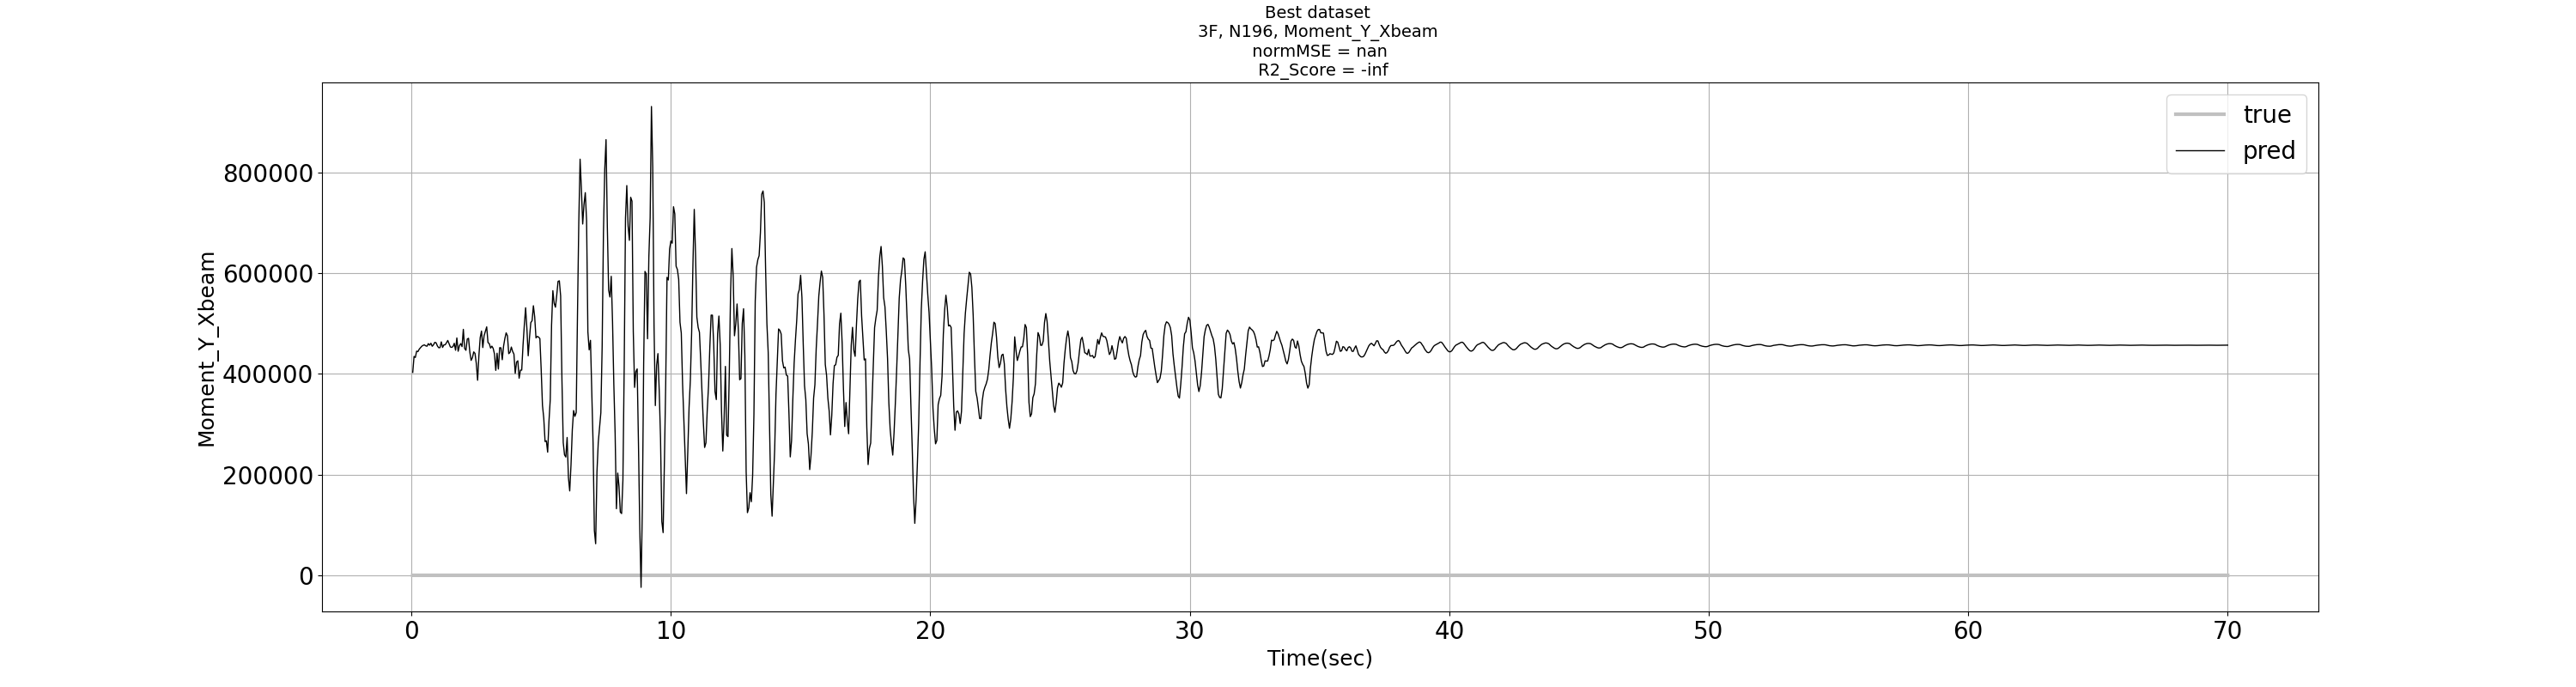 Best dataset
3F, N196, Moment_Y_Xbeam
normMSE = nan
R2_Score = -inf
true
pred
Moment_Y_Xbeam
800000
600000
400000
200000
0
0 10 20 30 40 50 60 70
Time(sec)